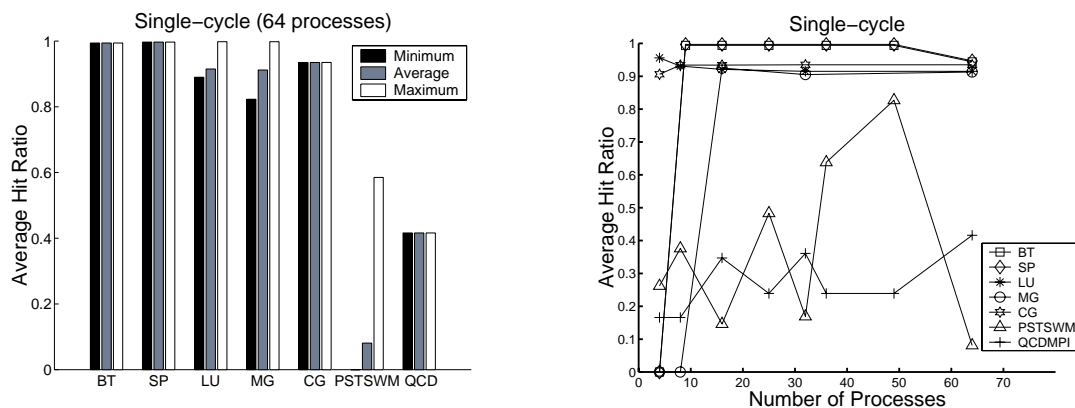 Single−cycle (64 processes)
Average Hit Ratio
1
0.8
0.6
0.4
0.2
0
Minimum
Average
Maximum
BT SP LU MG CG PSTSWM QCD
Single−cycle
Average Hit Ratio
1
0.9
0.8
0.7
0.6
0.5
0.4
0.3
0.2
0.1
0
BT
SP
LU
MG
CG
PSTSWM
QCDMPI
0 10 20 30 40 50 60 70
Number of Processes